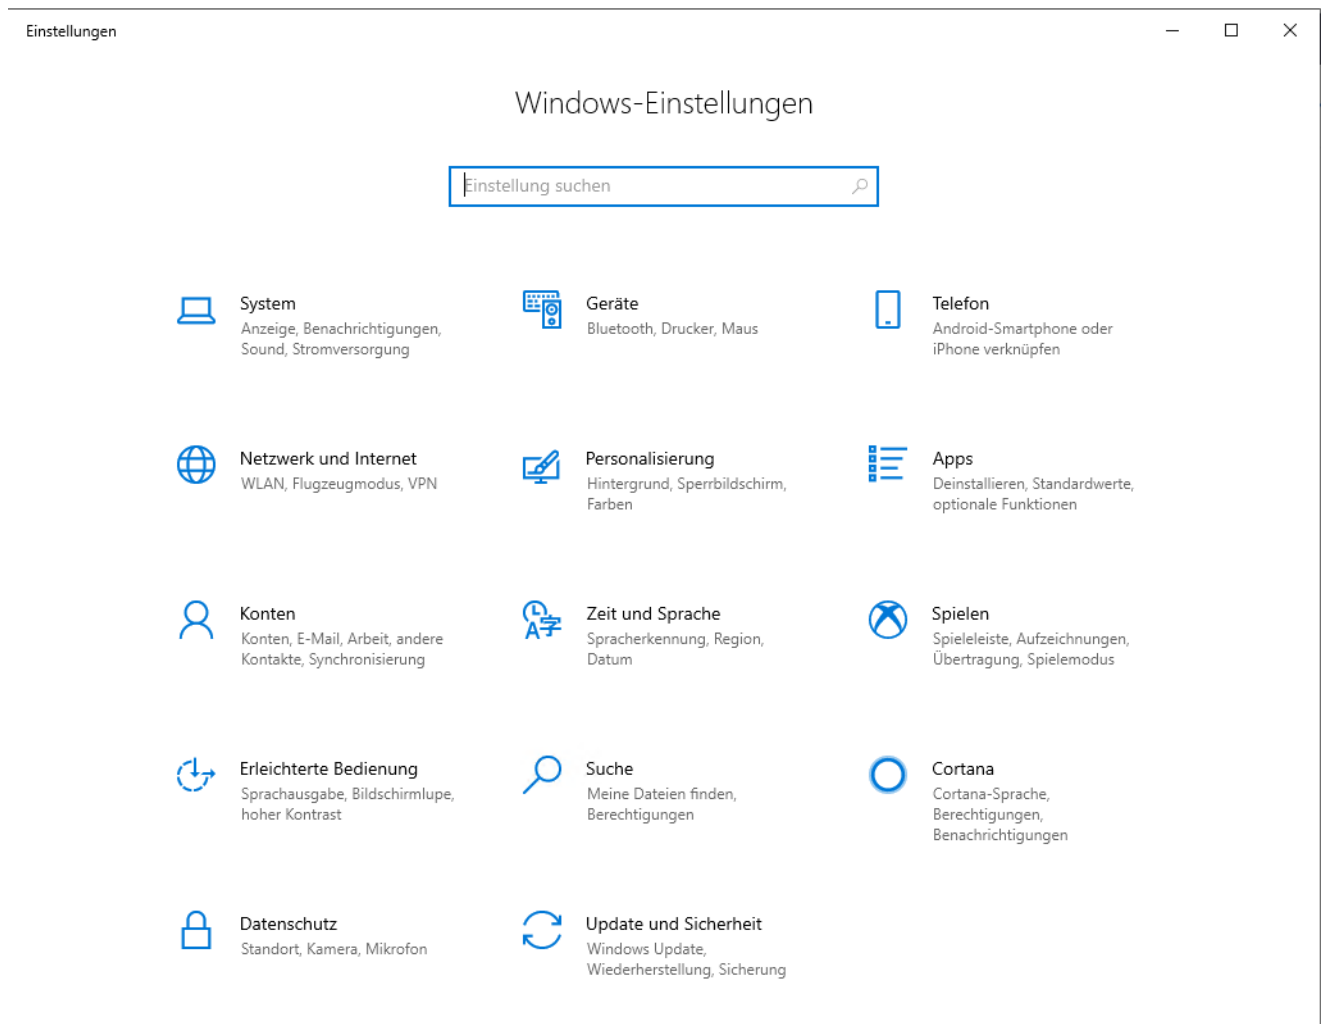 Einstellungen
Windows-Einstellungen
Einstellung suchen
System
Anzeige, Benachrichtigungen,
Sound, Stromversorgung
Geräte
Bluetooth, Drucker, Maus
Telefon
Android-Smartphone oder
iPhone verknüpfen
Netzwerk und Internet
WLAN, Flugzeugmodus, VPN
Personalisierung
Hintergrund, Sperrbildschirm,
Farben
Apps
Deinstallieren, Standardwerte,
optionale Funktionen
Konten
Konten, E-Mail, Arbeit, andere
Kontakte, Synchronisierung
Zeit und Sprache
Spracherkennung, Region,
Datum
Spielen
Spieleleiste, Aufzeichnungen,
Übertragung, Spielemodus
Erleichterte Bedienung
Sprachausgabe, Bildschirmlupe,
hoher Kontrast
Suche
Meine Dateien finden,
Berechtigungen
Cortana
Cortana-Sprache,
Berechtigungen,
Benachrichtigungen
Datenschutz
Standort, Kamera, Mikrofon
Update und Sicherheit
Windows Update,
Wiederherstellung, Sicherung